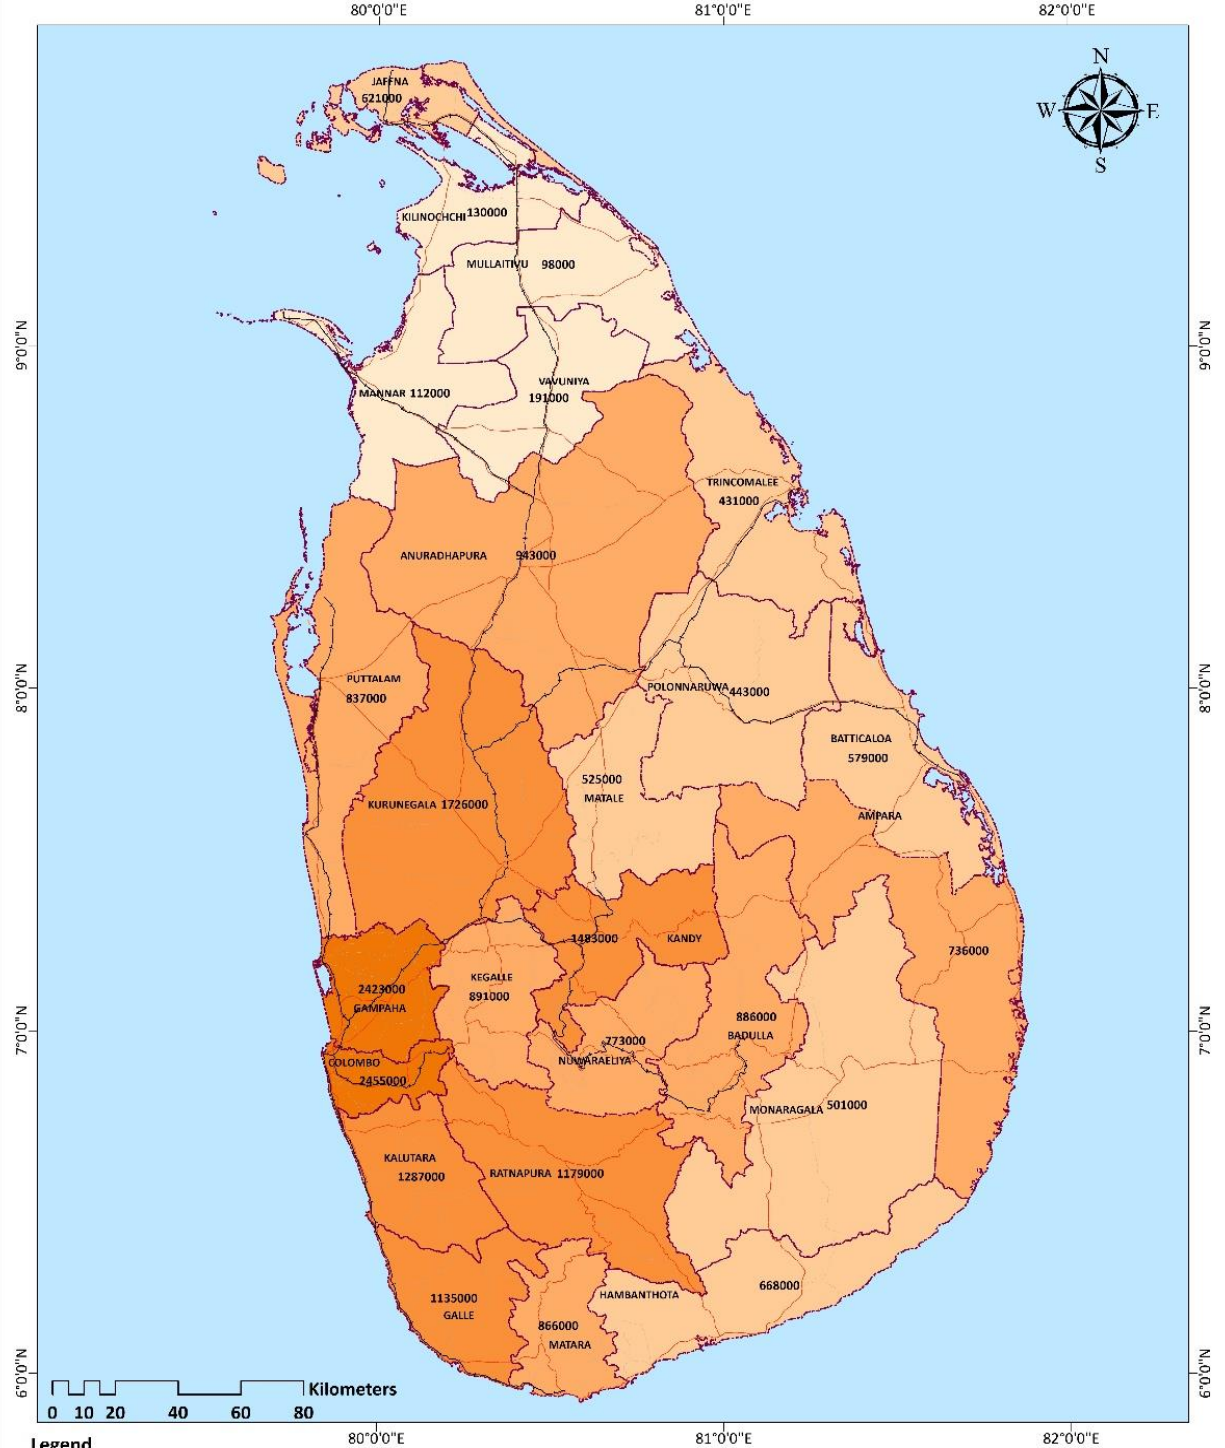 80°0'0"E 81°0'0"E 82°0'0"E
N
W E
S
JAFFNA
621000
KILINOCHCHI 130000
MULLAITIVU 98000
9°0'0"N 9°0'0"N
VAVUNIYA
191000
MANNAR 112000
TRINCOMALEE
431000
ANURADHAPURA 943000
PUTTALAM
837000
POLONNARUWA 443000
8°0'0"N 8°0'0"N
BATTICALOA
579000
525000
MATALE
KURUNEGALA 1726000
AMPARA
736000
1483000 KANDY
KEGALLE
891000
2423000
GAMPAHA
886000
BADULLA
7°0'0"N 7°0'0"N
773000
NUWARAELIYA
COLOMBO
2455000
MONARAGALA 501000
KALUTARA
1287000
RATNAPURA 1179000
668000
HAMBANTHOTA
1135000
GALLE
866000
MATARA
6°0'0"N 6°0'0"N
Kilometers
0 10 20 40 60 80
80°0'0"E 81°0'0"E 82°0'0"E
Legend